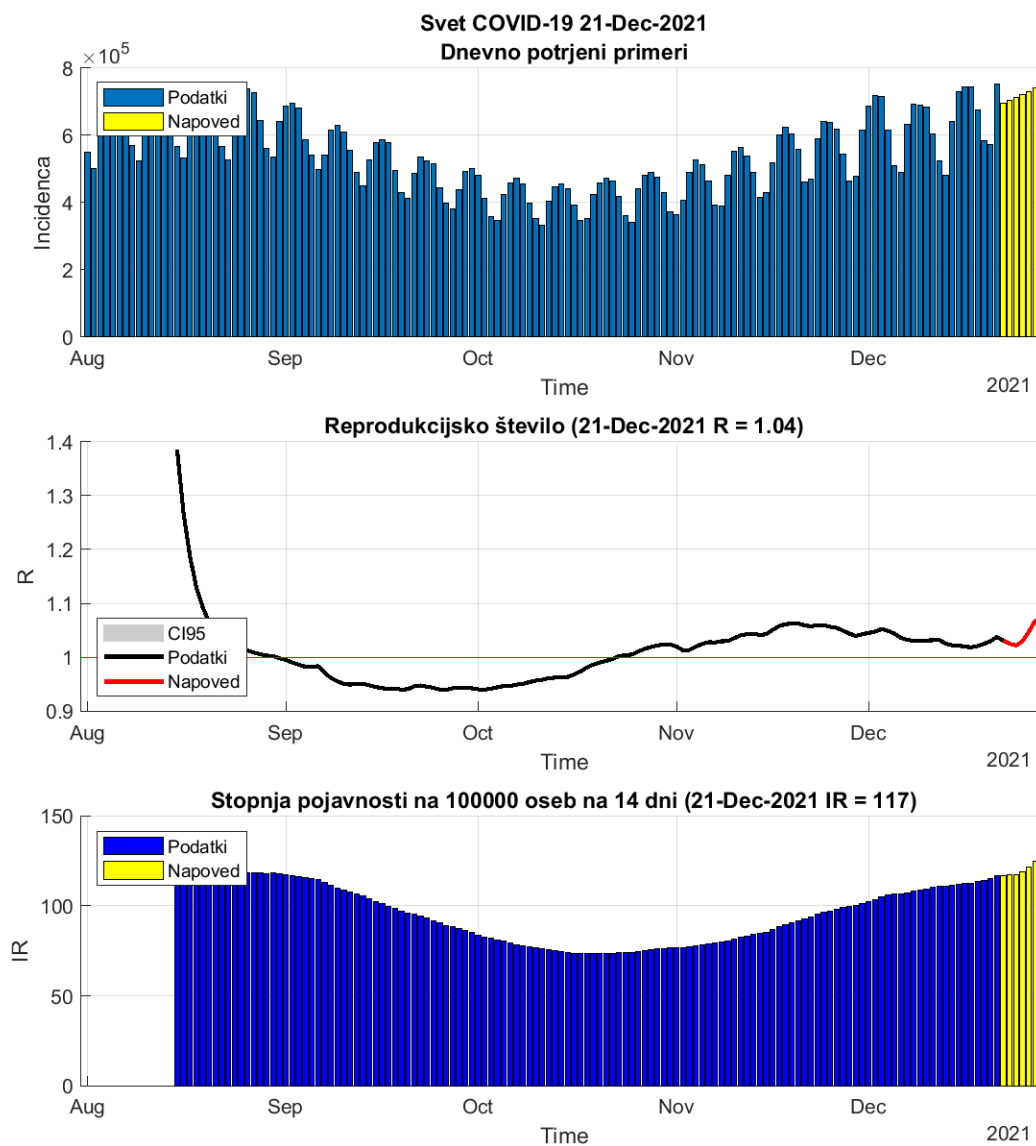 Svet COVID-19 21-Dec-2021
Dnevno potrjeni primeri
×10⁵
8
6
4
2
0
Incidenca
Podatki
Napoved
Aug
Sep
Oct
Nov
Dec
Time
2021
Reprodukcijsko število (21-Dec-2021 R = 1.04)
1.4
1.3
1.2
1.1
1
0.9
R
CI95
Podatki
Napoved
Aug
Sep
Oct
Nov
Dec
Time
2021
Stopnja pojavnosti na 100000 oseb na 14 dni (21-Dec-2021 IR = 117)
150
100
50
0
IR
Podatki
Napoved
Aug
Sep
Oct
Nov
Dec
Time
2021